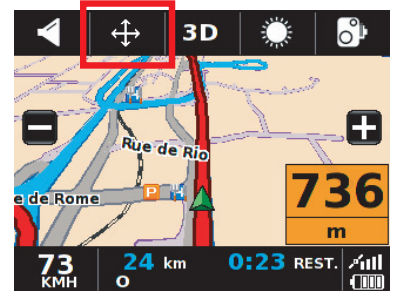 3D
Rue de Rio
e de Rome
P
736
m
73
KMH
24 km
O
0:23 REST.